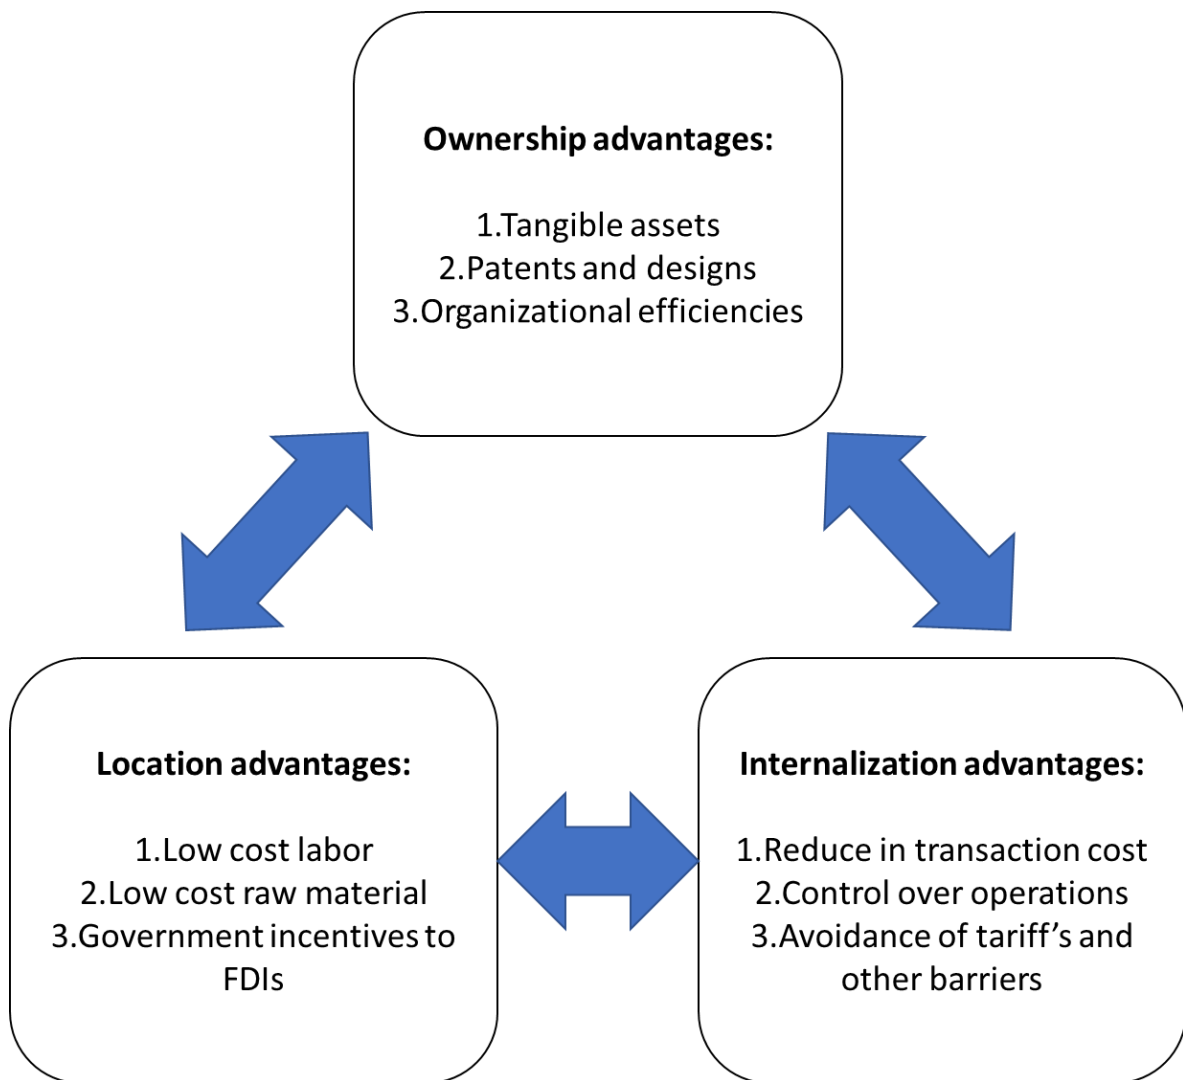 Ownership advantages:
1.Tangible assets
2.Patents and designs
3.Organizational efficiencies
Location advantages:
1.Low cost labor
2.Low cost raw material
3.Government incentives to
FDIs
Internalization advantages:
1.Reduce in transaction cost
2.Control over operations
3.Avoidance of tariff’s and
other barriers